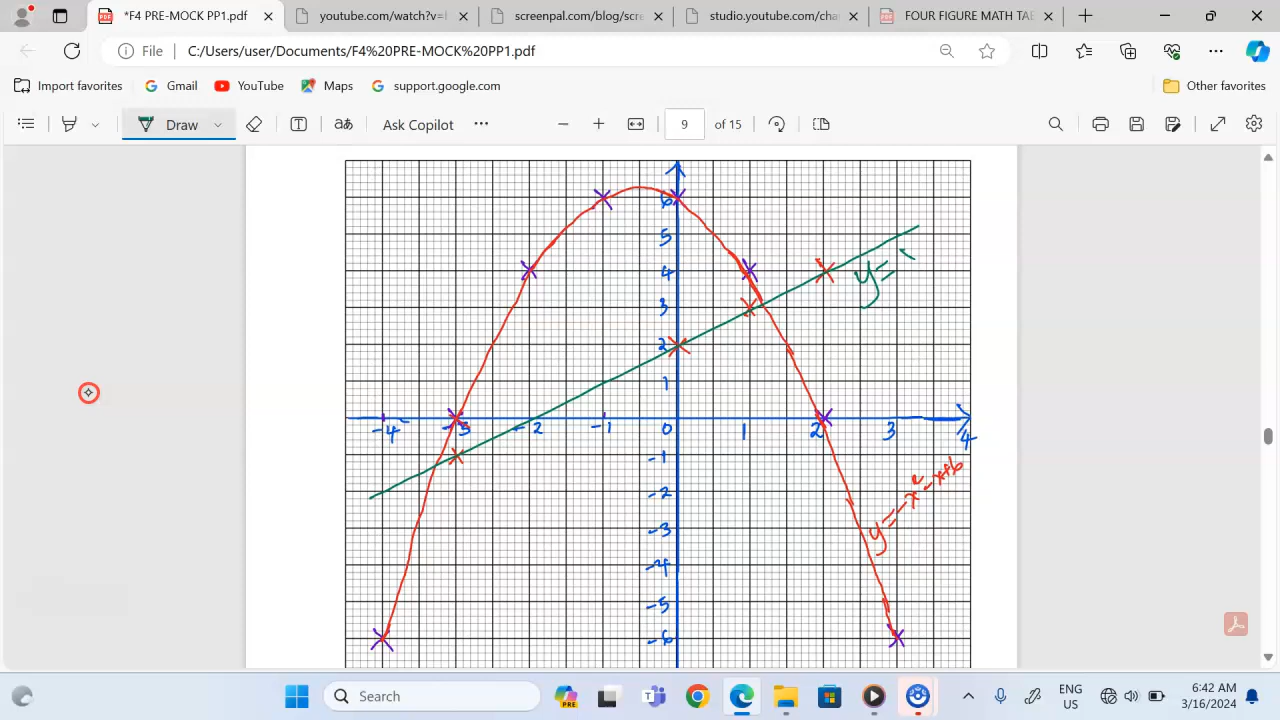 *F4 PRE-MOCK PP1.pdf
youtube.com/watch?v=
screenpal.com/blog/scre
studio.youtube.com/cha
FOUR FIGURE MATH TAB
File C:/Users/user/Documents/F4%20PRE-MOCK%20PP1.pdf
Import favorites Gmail YouTube Maps support.google.com Other favorites
Draw aあ Ask Copilot 9 of 15
6
5
4
3
2
1
-4 -3 -2 -1 0 1 2 3 4
-1
-2
-3
-4
-5
-6
y=
y=-x²-x+6
Search
PRE
ENG
US
6:42 AM
3/16/2024